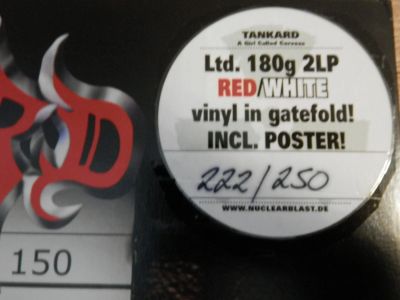 TANKARD
A Girl Called Cerveza
Ltd. 180g 2LP
RED/WHITE
vinyl in gatefold!
INCL. POSTER!
222/250
WWW.NUCLEARBLAST.DE
RD
150